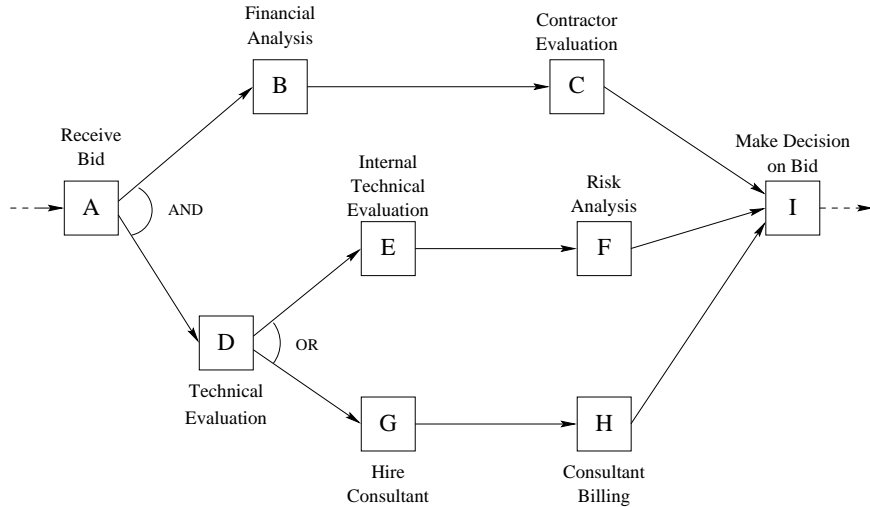 Financial
Analysis
B
Contractor
Evaluation
C
Receive
Bid
A
AND
Internal
Technical
Evaluation
E
Risk
Analysis
F
Make Decision
on Bid
I
D
OR
Technical
Evaluation
G
Hire
Consultant
H
Consultant
Billing